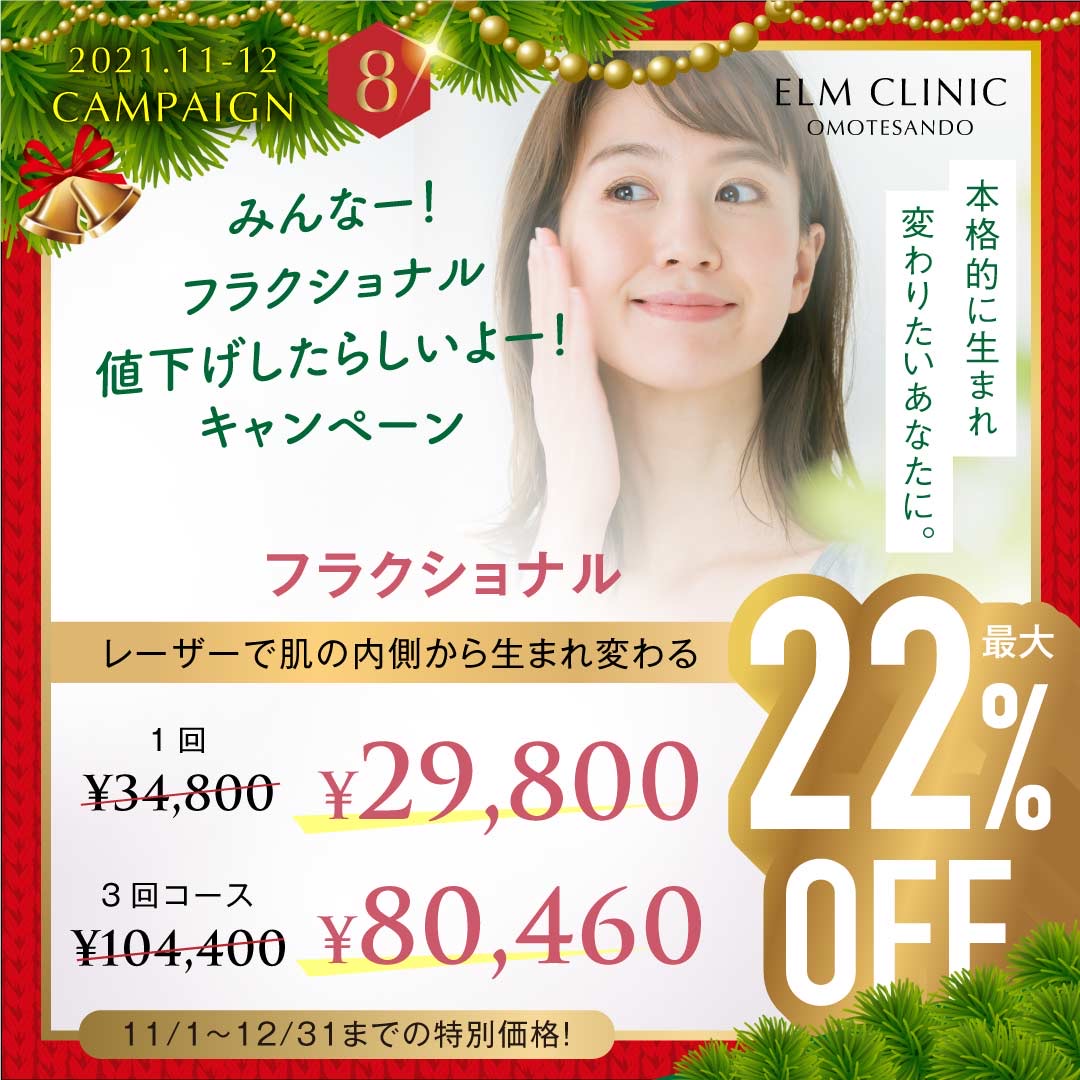 2021.11-12
CAMPAIGN
8
ELM CLINIC
OMOTESANDO
みんなー!
フラクショナル
値下げしたらしいよー!
キャンペーン
本格的に生まれ
変わりたいあなたに。
フラクショナル
レーザーで肌の内側から生まれ変わる
最大
22%
OFF
1回
¥34,800
¥29,800
3回コース
¥104,400
¥80,460
11/1〜12/31までの特別価格!